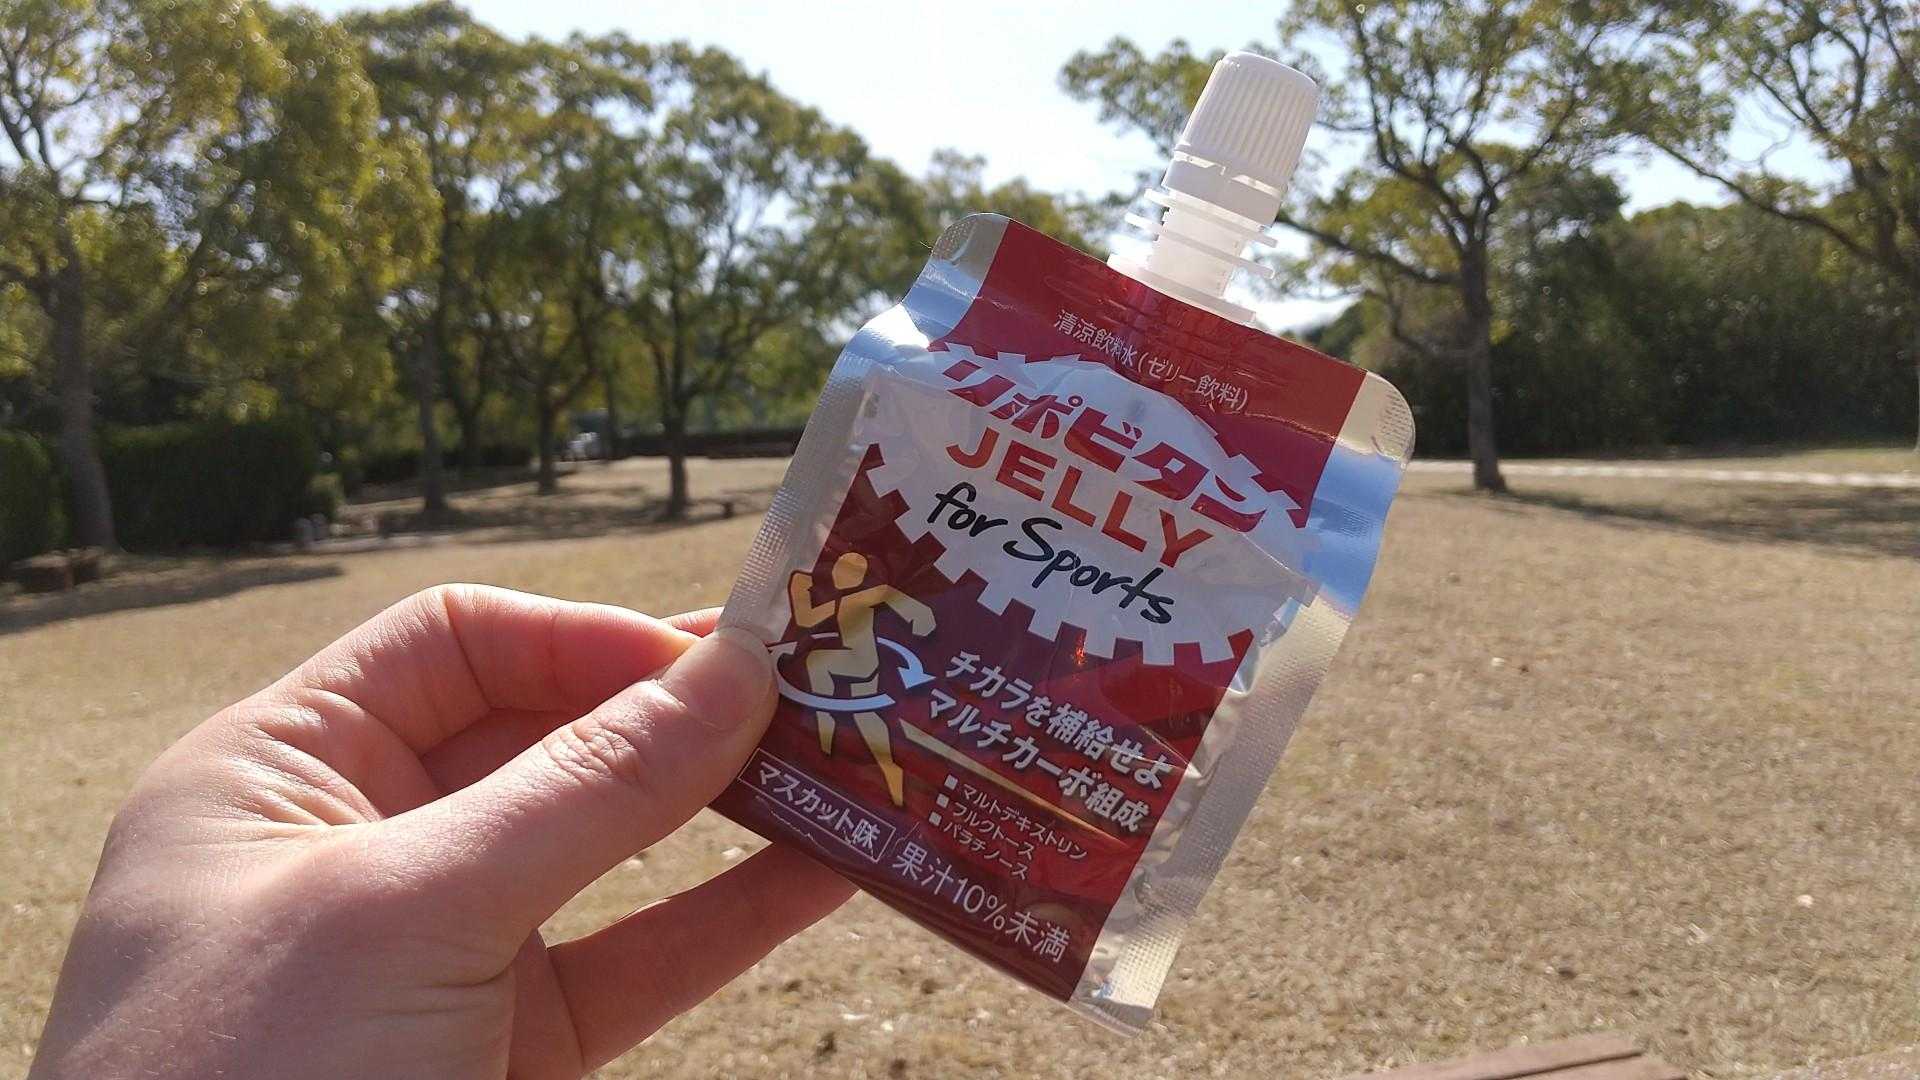 清涼飲料水(ゼリー飲料)
リポビタン
JELLY
for Sports
チカラを補給せよ
マルチカーボ組成
■ マルトデキストリン
■ フルクトース
■ パラチノース
マスカット味
果汁10%未満